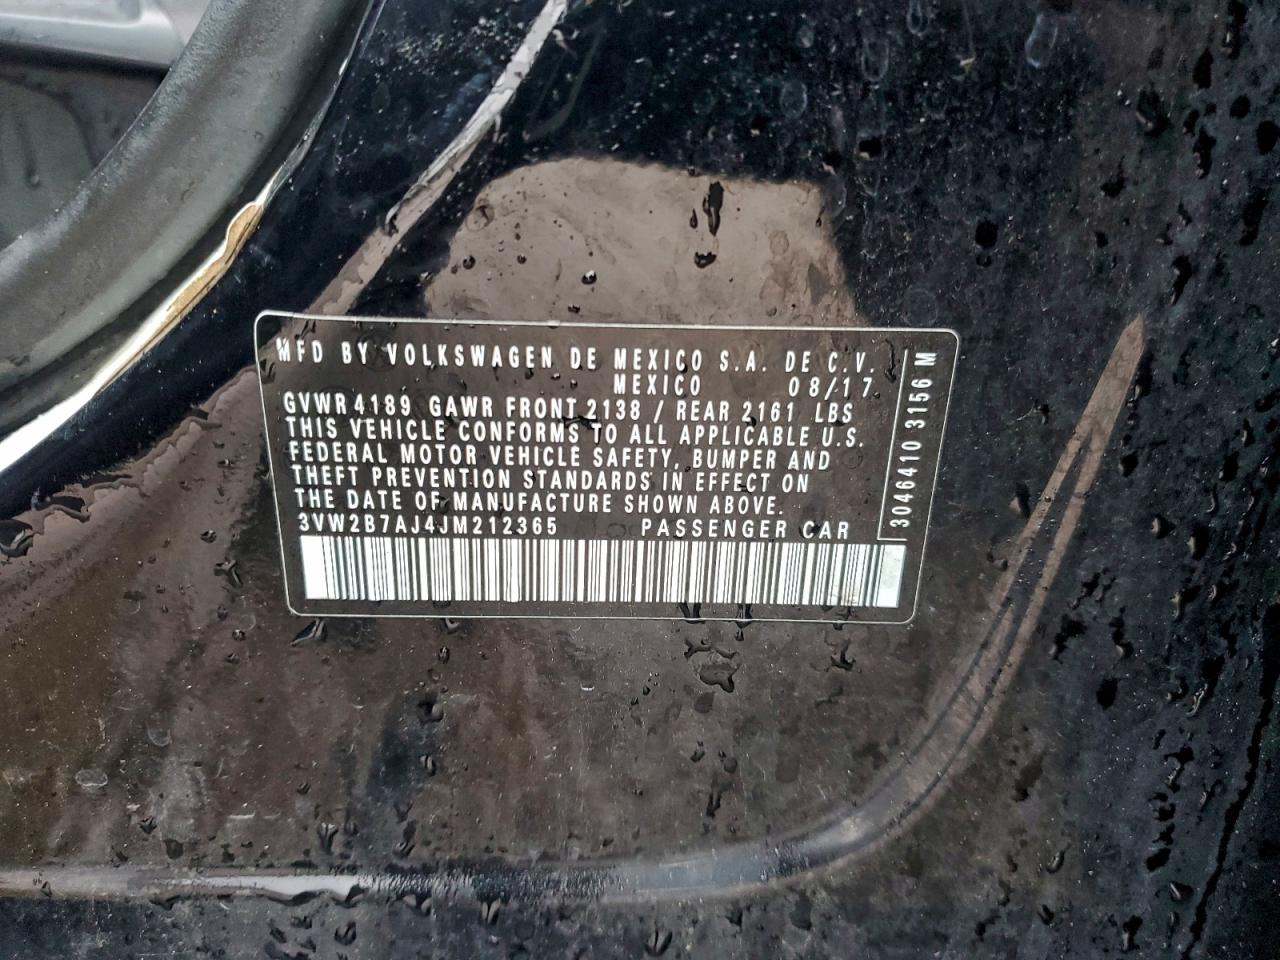 MFD BY VOLKSWAGEN DE MEXICO S.A. DE C.V.
MEXICO 08/17
GVWR 4189 GAWR FRONT 2138 / REAR 2161 LBS
THIS VEHICLE CONFORMS TO ALL APPLICABLE U.S.
FEDERAL MOTOR VEHICLE SAFETY, BUMPER AND
THEFT PREVENTION STANDARDS IN EFFECT ON
THE DATE OF MANUFACTURE SHOWN ABOVE.
3VW2B7AJ4JM212365 PASSENGER CAR
3046410 3156 M